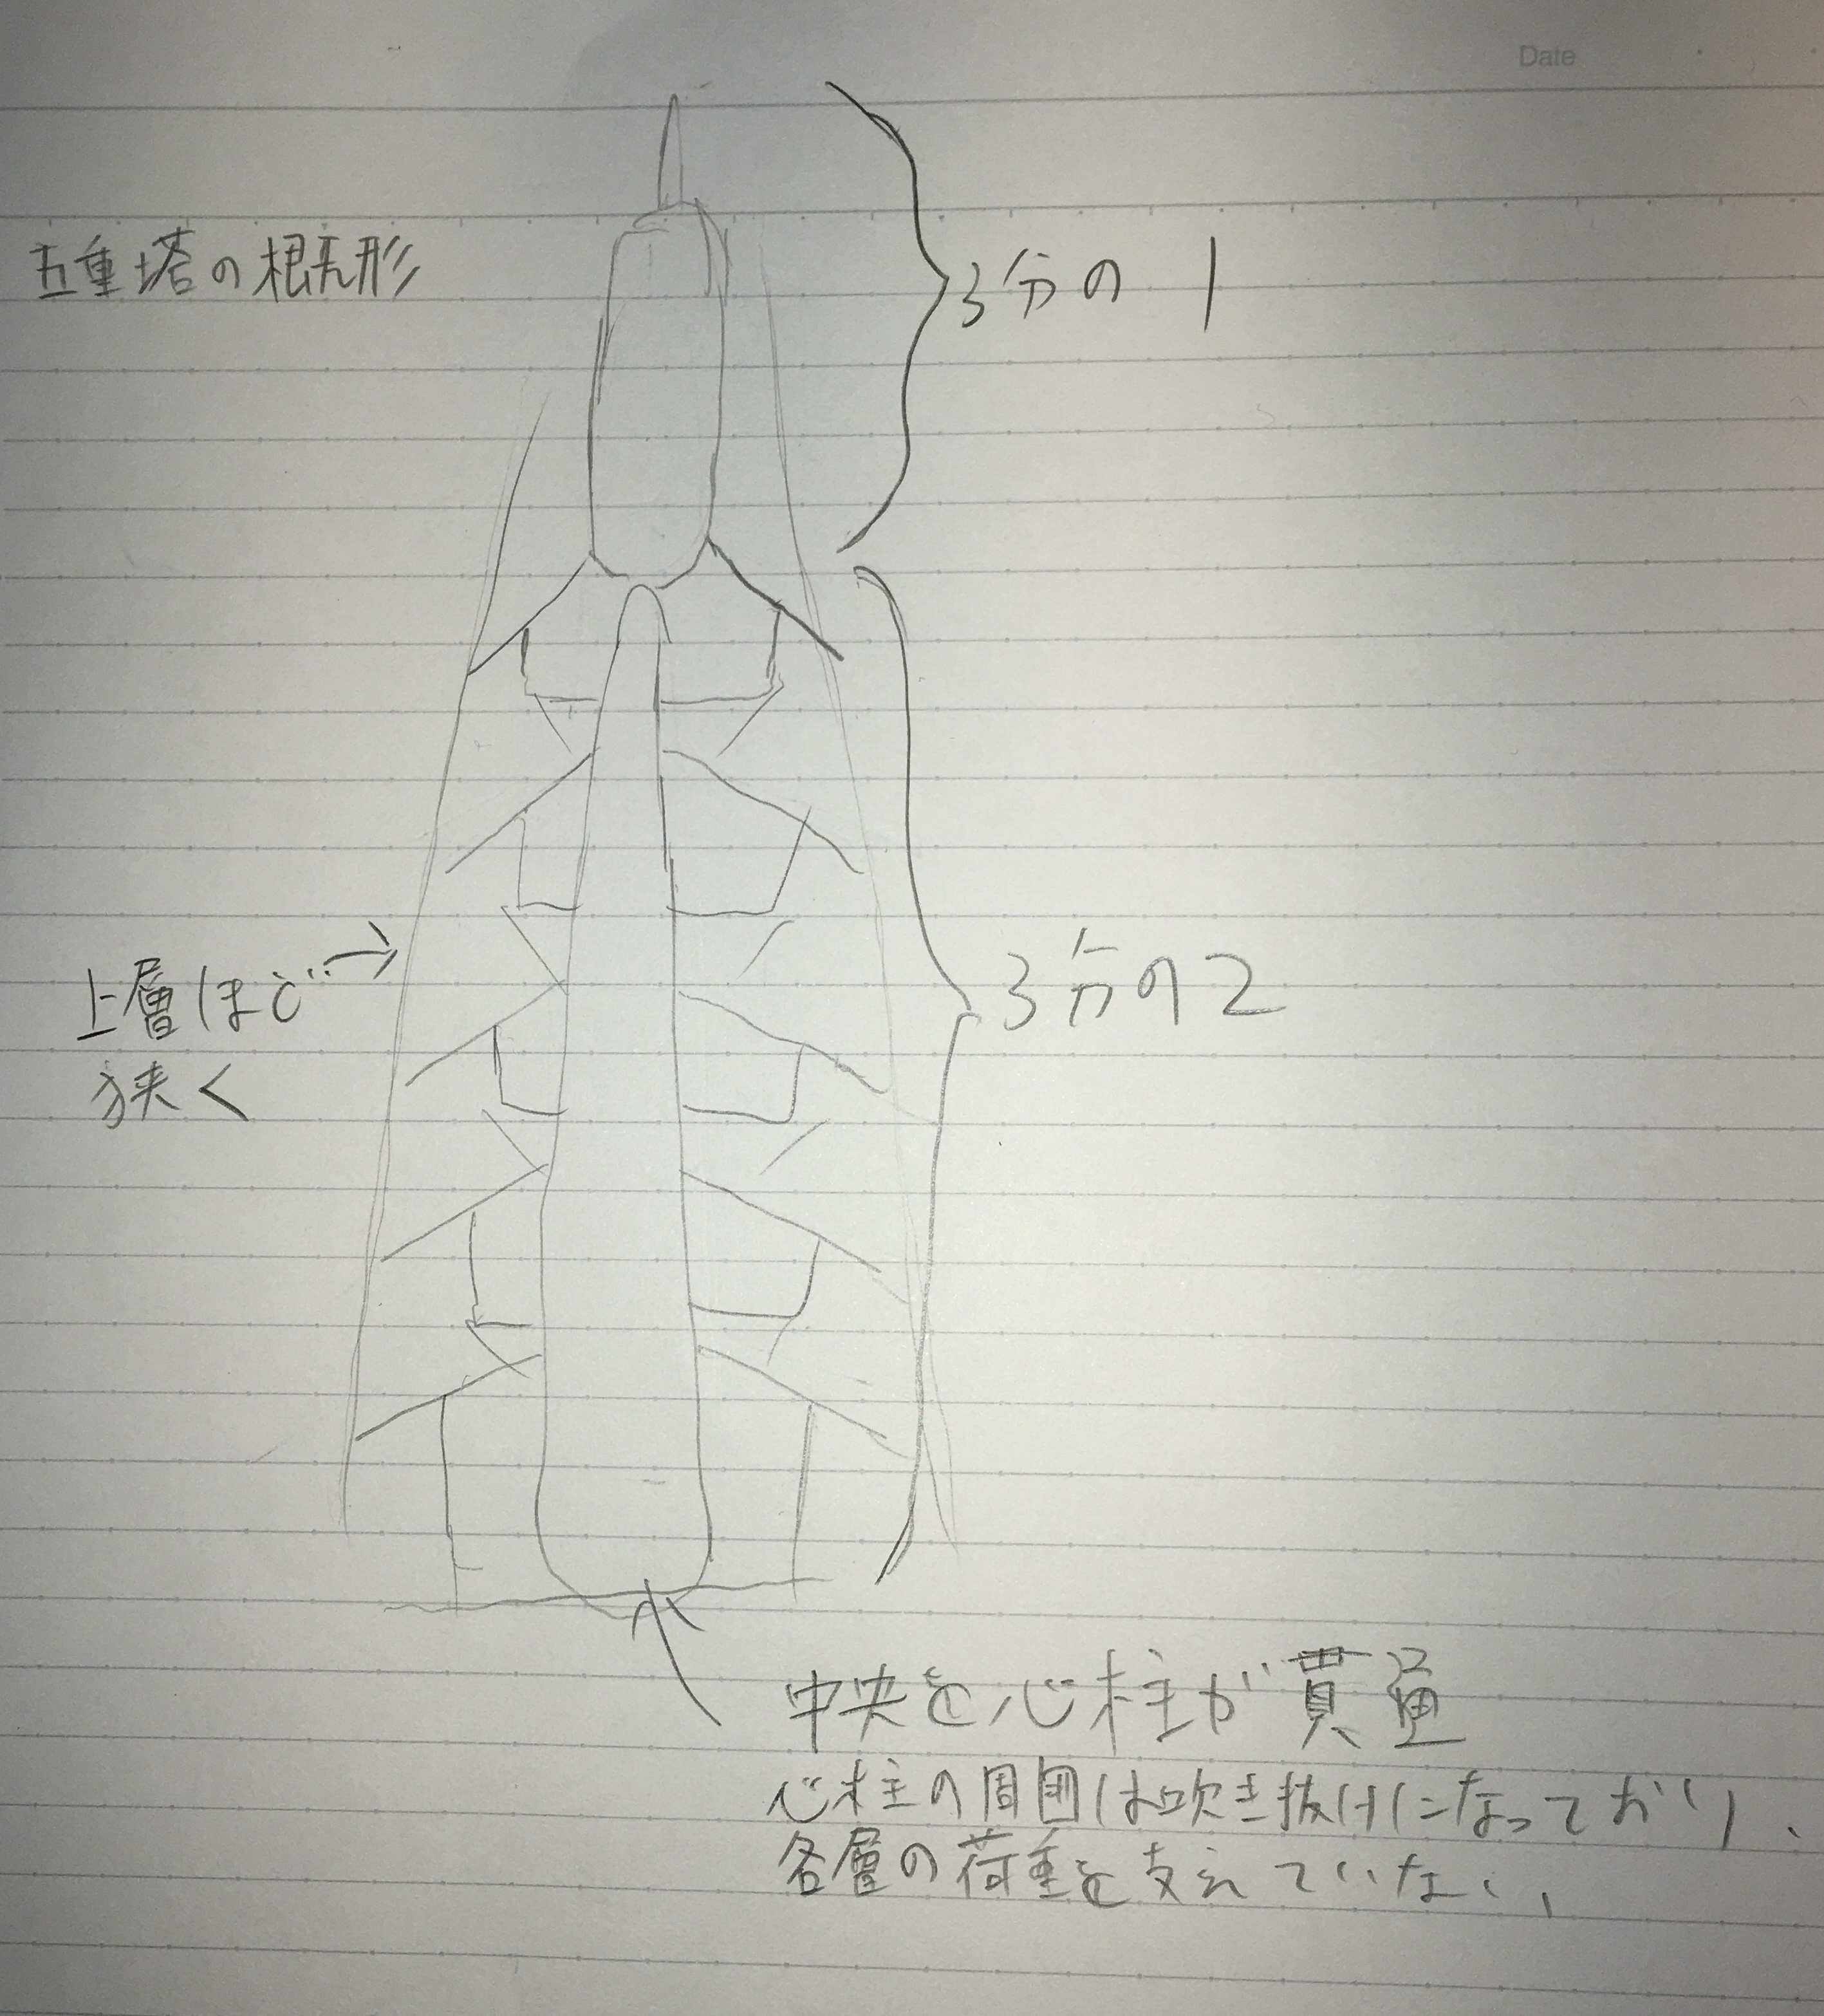 Date
五重塔の根元形
3分の1
上層ほど→
狭く
3分の2
中央を心柱が貫通
心柱の周囲は吹き抜けになっており、
各層の荷重を支えていない、